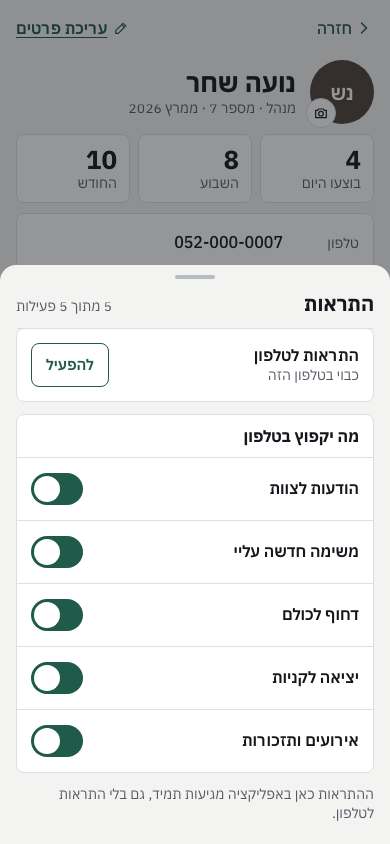 חזרה
עריכת פרטים
נש
נועה שחר
מנהל · מספר 7 · ממרץ 2026
4
בוצעו היום
8
השבוע
10
החודש
טלפון
052-000-0007
התראות
5 מתוך 5 פעילות
התראות לטלפון
כבוי בטלפון הזה
להפעיל
מה יקפוץ בטלפון
הודעות לצוות
משימה חדשה עליי
דחוף לכולם
יציאה לקניות
אירועים ותזכורות
ההתראות כאן באפליקציה מגיעות תמיד, גם בלי התראות
לטלפון.